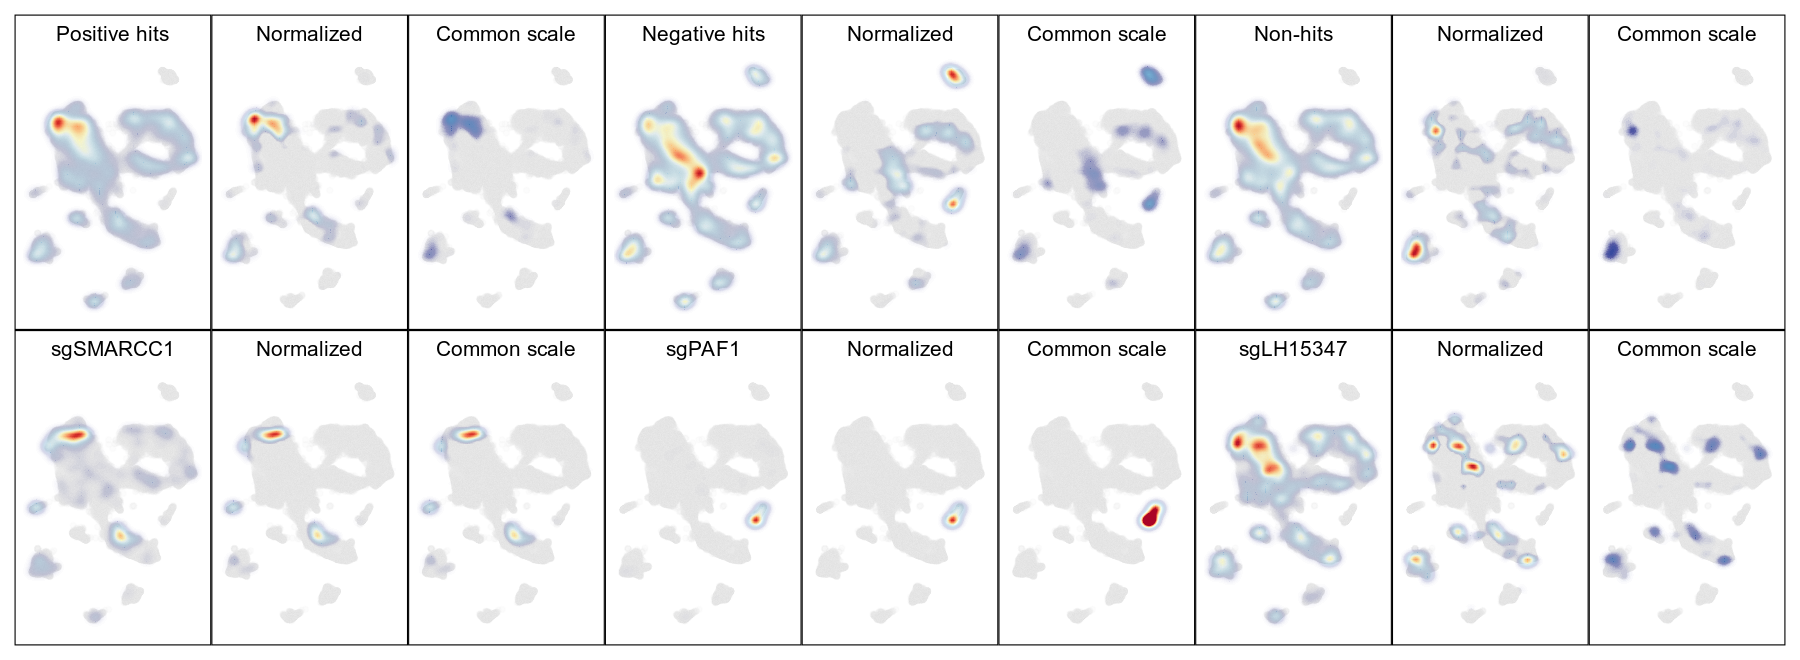 Positive hits Normalized Common scale Negative hits Normalized Common scale Non-hits Normalized Common scale
sgSMARCC1 Normalized Common scale sgPAF1 Normalized Common scale sgLH15347 Normalized Common scale